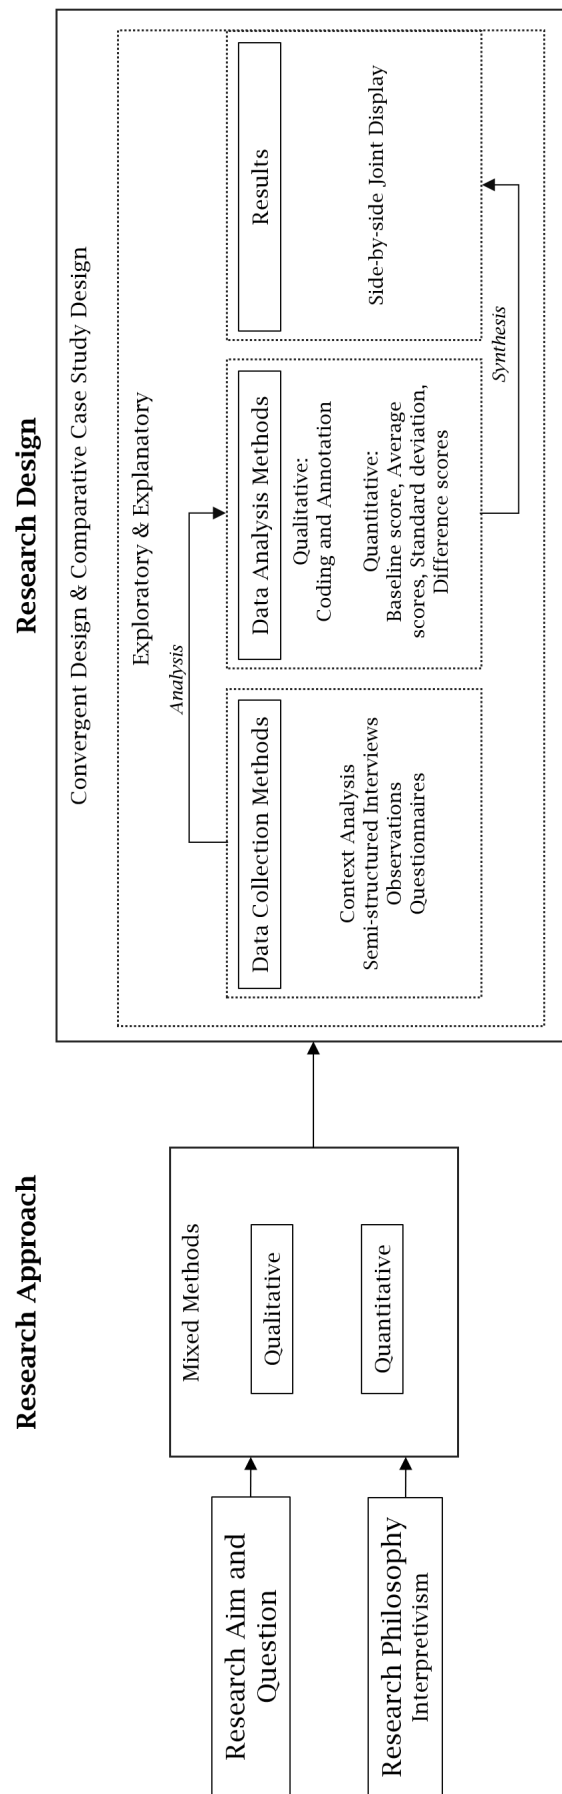 Research Approach
Research Design
Research Aim and
Question
Research Philosophy
Interpretivism
Mixed Methods
Qualitative
Quantitative
Convergent Design & Comparative Case Study Design
Exploratory & Explanatory
Analysis
Data Collection Methods
Context Analysis
Semi-structured Interviews
Observations
Questionnaires
Data Analysis Methods
Qualitative:
Coding and Annotation
Quantitative:
Baseline score, Average
scores, Standard deviation,
Difference scores
Synthesis
Results
Side-by-side Joint Display